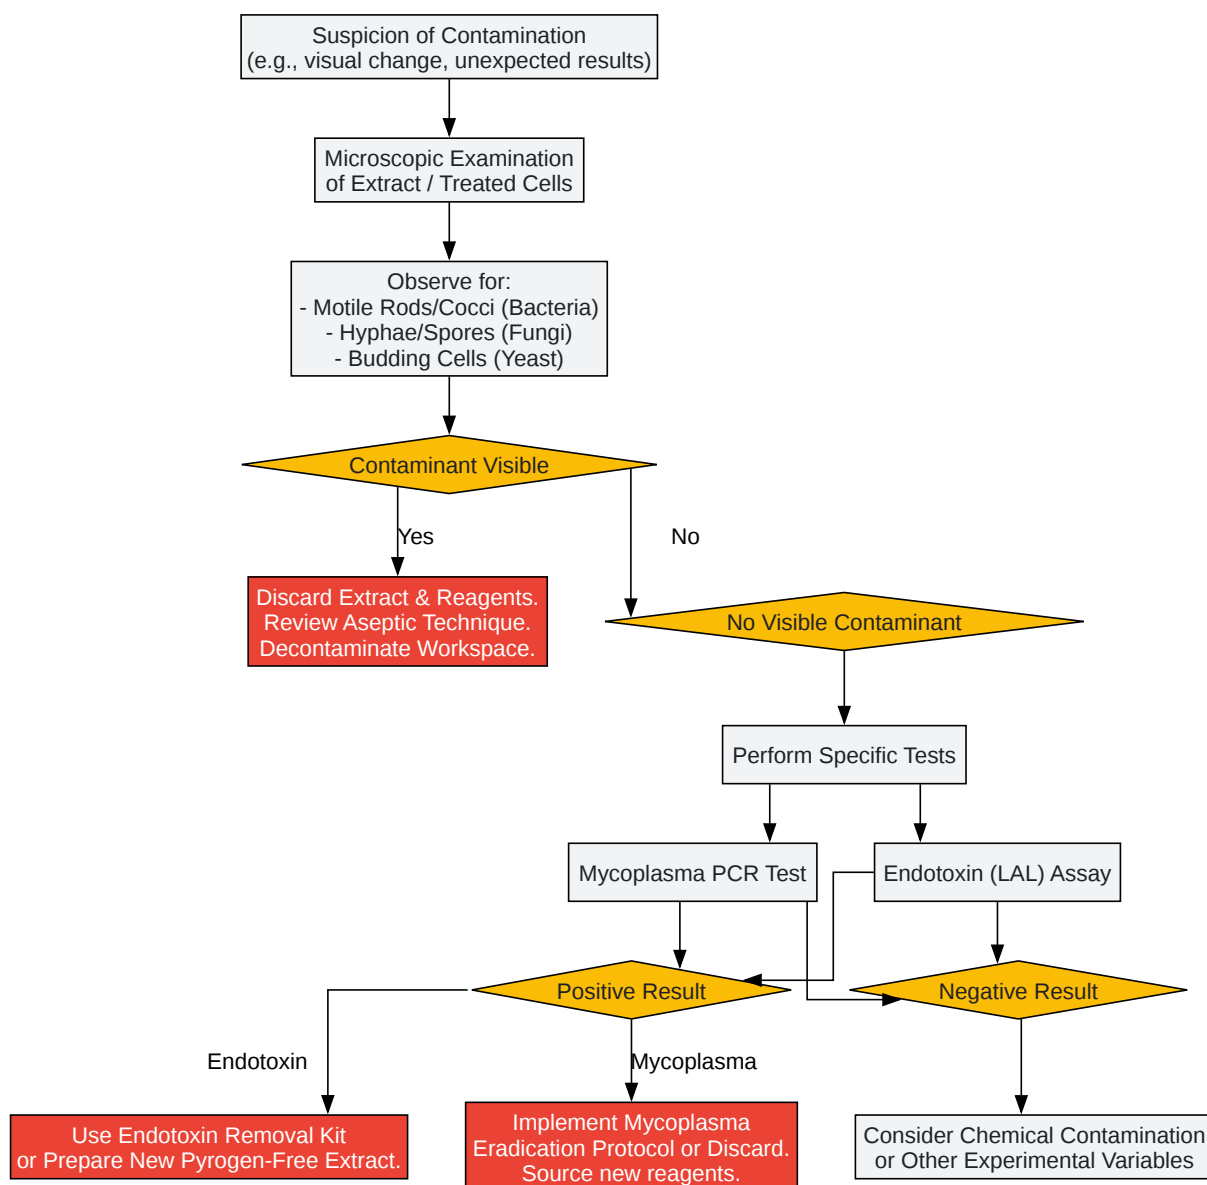 Suspicion of Contamination
(e.g., visual change, unexpected results)
Microscopic Examination
of Extract / Treated Cells
Observe for:
- Motile Rods/Cocci (Bacteria)
- Hyphae/Spores (Fungi)
- Budding Cells (Yeast)
Contaminant Visible
Yes
No
Discard Extract & Reagents.
Review Aseptic Technique.
Decontaminate Workspace.
No Visible Contaminant
Perform Specific Tests
Mycoplasma PCR Test
Endotoxin (LAL) Assay
Positive Result
Negative Result
Endotoxin
Mycoplasma
Use Endotoxin Removal Kit
or Prepare New Pyrogen-Free Extract.
Implement Mycoplasma
Eradication Protocol or Discard.
Source new reagents.
Consider Chemical Contamination
or Other Experimental Variables